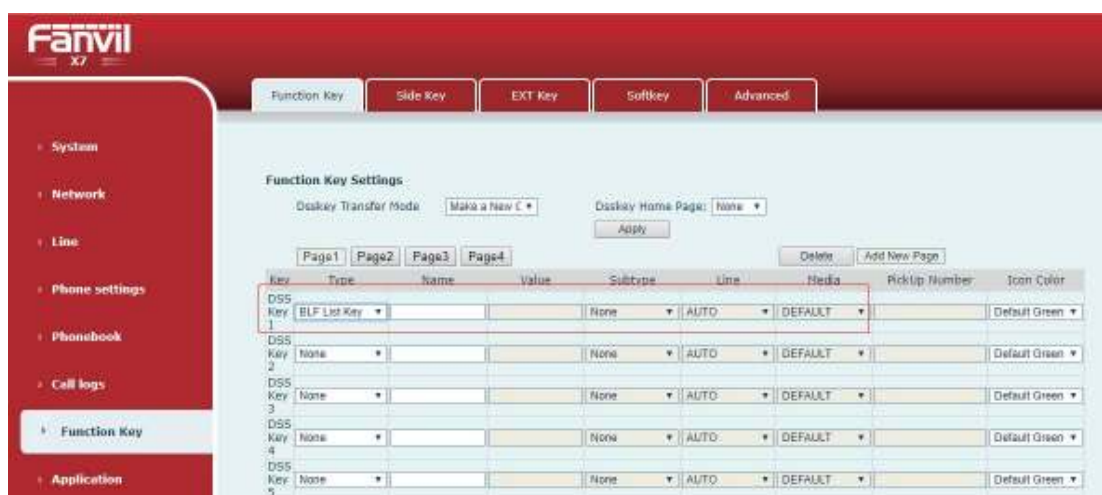 Fanvil
X7
Function Key Side Key EXT Key Softkey Advanced
System
Network
Line
Phone settings
Phonebook
Call logs
Function Key
Application
Function Key Settings
Dsskey Transfer Mode Make a New C Dsskey Home Page: None
Apply
Page1 Page2 Page3 Page4 Delete Add New Page
Key Type Name Value Subtype Line Media PickUp Number Icon Color
DSS Key 1 BLF List Key None AUTO DEFAULT Default Green
DSS Key 2 None None AUTO DEFAULT Default Green
DSS Key 3 None None AUTO DEFAULT Default Green
DSS Key 4 None None AUTO DEFAULT Default Green
DSS Key 5 None None AUTO DEFAULT Default Green